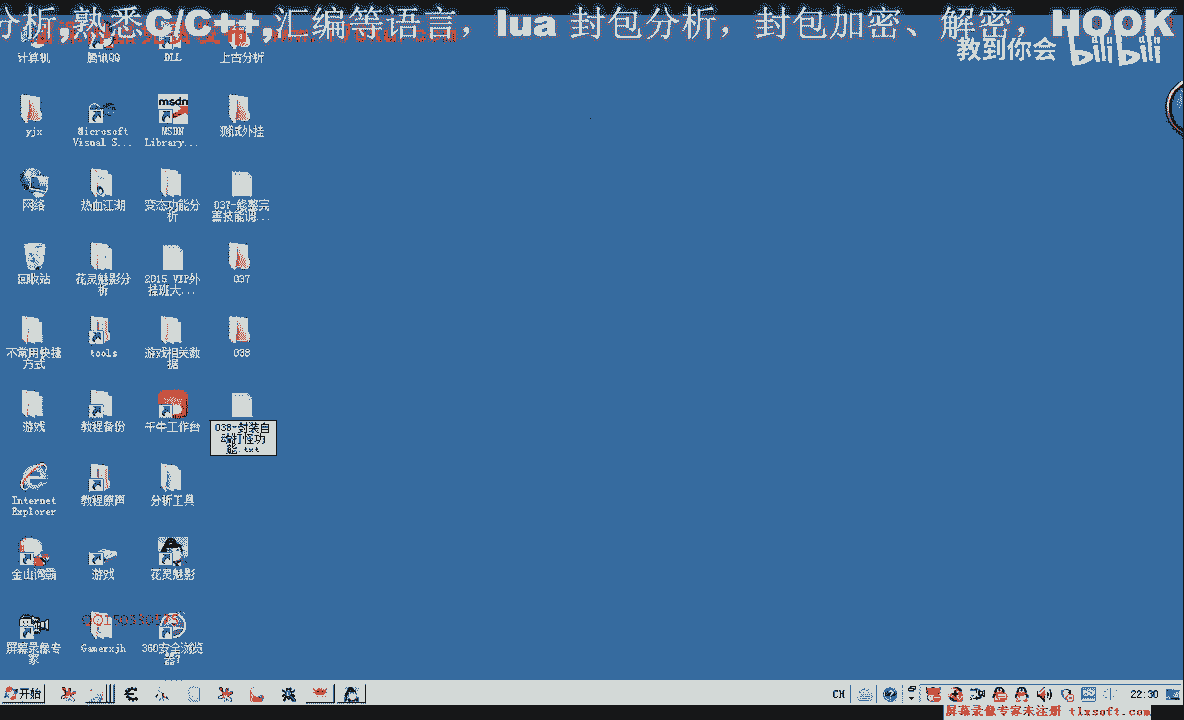 分析,熟悉C/C++,汇编等语言，lua 封包分析，封包加密、解密，HOOK
教到你会 bilibili
计算机
腾讯QQ
DLL
上古分析
yjx
Microsoft
Visual S...
MSDN
Library...
测试外挂
网络
热血江湖
变态功能分
析
037-修整完
善技能调...
回收站
花灵魅影分
析
2015 VIP外
挂班大...
037
不常用快捷
方式
tools
游戏相关数
据
038
游戏
教程备份
千牛工作台
038-封装自
动打怪功
能.txt
Internet
Explorer
教程原声
分析工具
金山词霸
游戏
花灵魅影
QQ150330575
屏幕录像专
家
Gamerxjh
360安全浏览
器7
开始
CH
22:30
屏幕录像专家未注册 tlxsoft.com